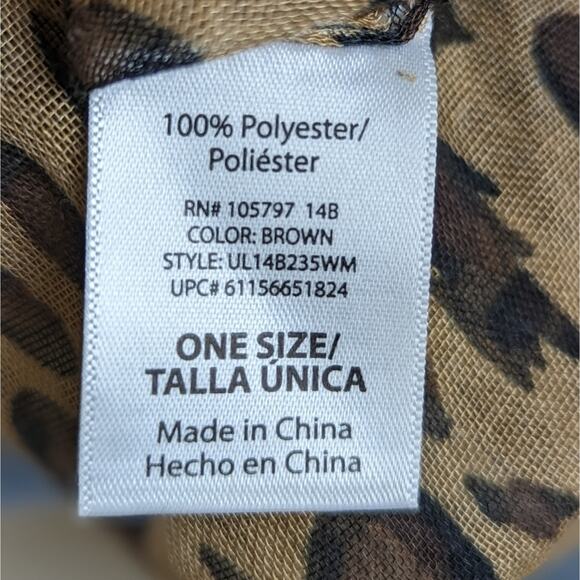 100% Polyester/
Poliéster
RN# 105797 14B
COLOR: BROWN
STYLE: UL14B235WM
UPC# 61156651824
ONE SIZE/
TALLA ÚNICA
Made in China
Hecho en China